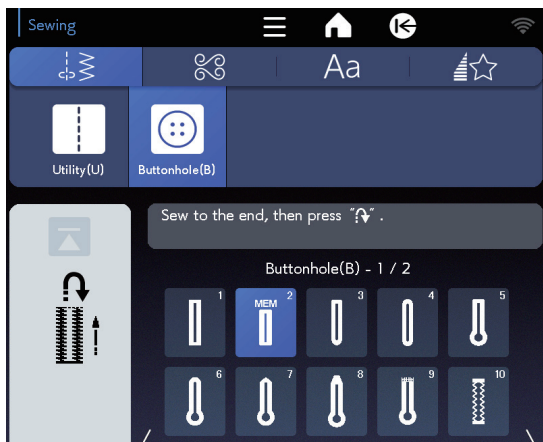 Sewing
Aa
Utility(U)
Buttonhole(B)
Sew to the end, then press " ".
Buttonhole(B) - 1 / 2
1
MEM 2
3
4
5
6
7
8
9
10